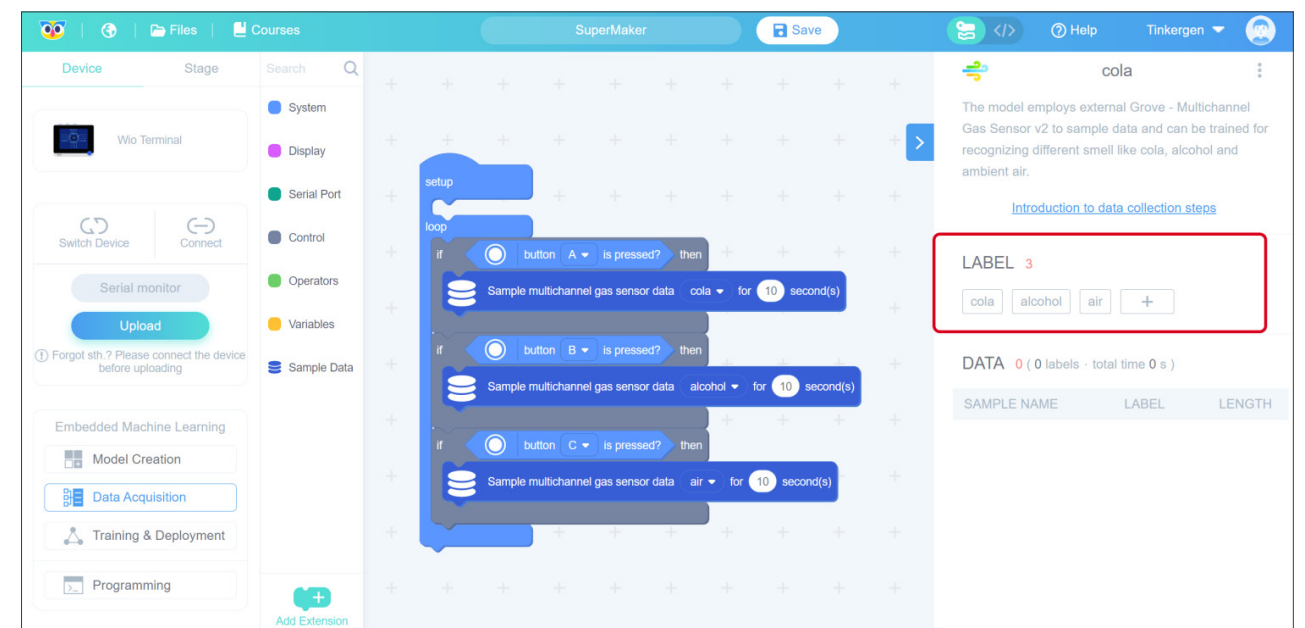 Files
Courses
SuperMaker
Save
</>
Help
Tinkergen
Device
Stage
Wio Terminal
Switch Device
Connect
Serial monitor
Upload
Forgot sth.? Please connect the device
before uploading
Embedded Machine Learning
Model Creation
Data Acquisition
Training & Deployment
Programming
Search
System
Display
Serial Port
Control
Operators
Variables
Sample Data
Add Extension
setup
loop
if button A is pressed? then
Sample multichannel gas sensor data cola for 10 second(s)
if button B is pressed? then
Sample multichannel gas sensor data alcohol for 10 second(s)
if button C is pressed? then
Sample multichannel gas sensor data air for 10 second(s)
cola
The model employs external Grove - Multichannel
Gas Sensor v2 to sample data and can be trained for
recognizing different smell like cola, alcohol and
ambient air.
Introduction to data collection steps
LABEL 3
cola alcohol air +
DATA 0 ( 0 labels · total time 0 s )
SAMPLE NAME LABEL LENGTH